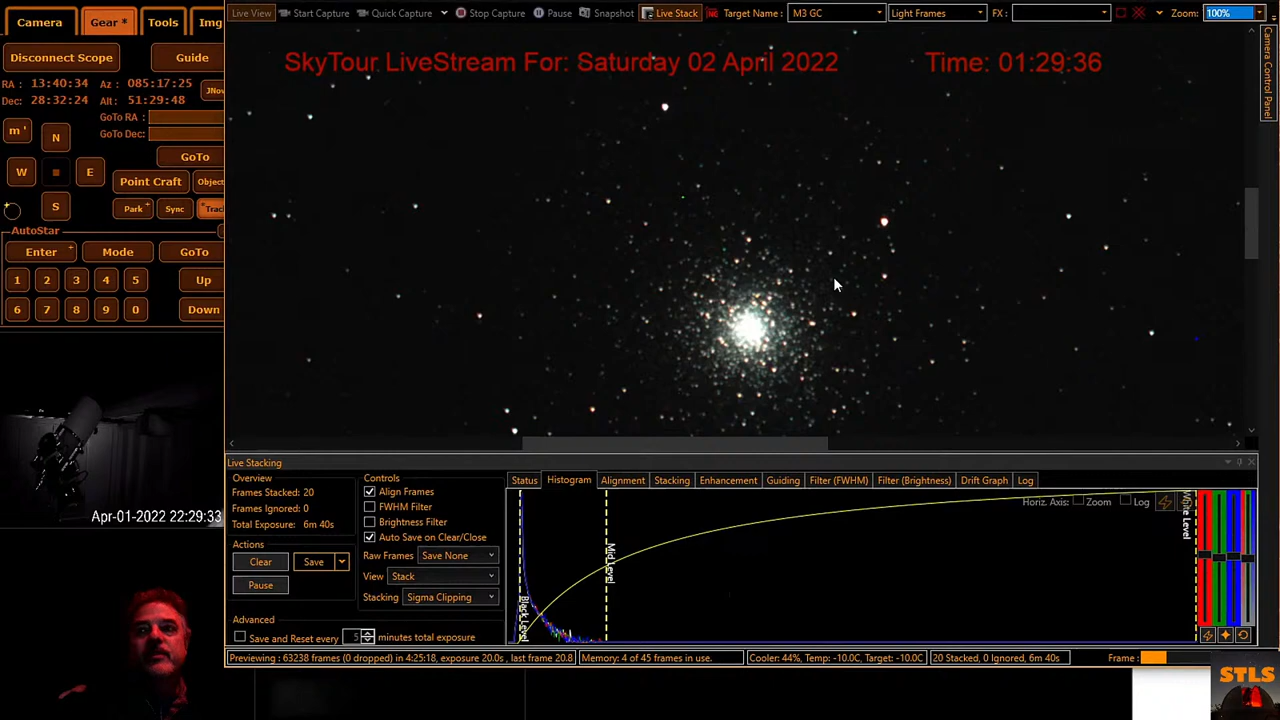 Camera Gear* Tools Img
Live View Start Capture Quick Capture Stop Capture Pause Snapshot Live Stack Target Name : M3 GC Light Frames FX : Zoom: 100%
Camera Control Panel
Disconnect Scope Guide
RA : 13:40:34 Az : 085:17:25
Dec: 28:32:24 Alt : 51:29:48
JNow
GoTo RA :
GoTo Dec:
m ' N
GoTo
W E
Point Craft Object
S Park + Sync Trac
AutoStar
Enter + Mode GoTo
1 2 3 4 5 Up
6 7 8 9 0 Down
SkyTour LiveStream For: Saturday 02 April 2022 Time: 01:29:36
Apr-01-2022 22:29:33
Live Stacking
Overview
Frames Stacked: 20
Frames Ignored: 0
Total Exposure: 6m 40s
Actions
Clear Save
Pause
Advanced
Save and Reset every 5 minutes total exposure
Controls
Align Frames
FWHM Filter
Brightness Filter
Auto Save on Clear/Close
Raw Frames Save None
View Stack
Stacking Sigma Clipping
Status Histogram Alignment Stacking Enhancement Guiding Filter (FWHM) Filter (Brightness) Drift Graph Log
Horiz. Axis: Zoom Log
Black Level
Mid Level
White Level
Previewing : 63238 frames (0 dropped) in 4:25:18, exposure 20.0s , last frame 20.8 Memory: 4 of 45 frames in use. Cooler: 44%, Temp: -10.0C, Target: -10.0C 20 Stacked, 0 Ignored, 6m 40s Frame :
STLS